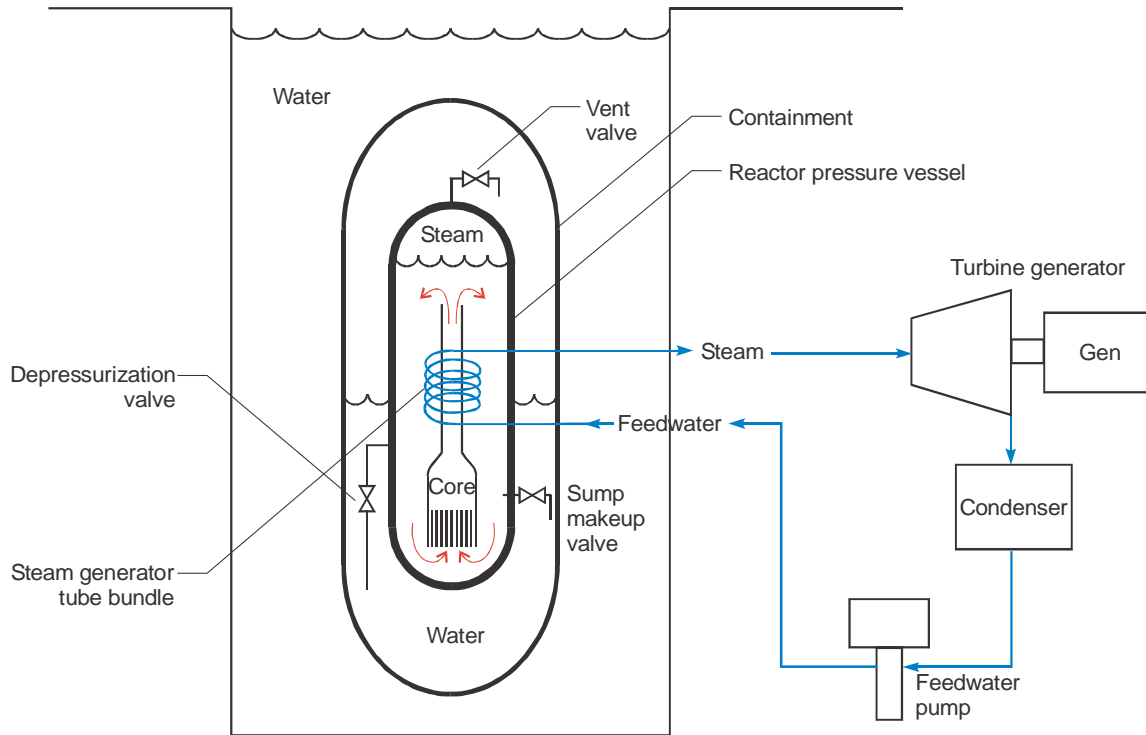 Water
Vent
valve
Containment
Reactor pressure vessel
Steam
Turbine generator
Steam
Gen
Depressurization
valve
Feedwater
Core
Sump
makeup
valve
Condenser
Steam generator
tube bundle
Water
Feedwater
pump